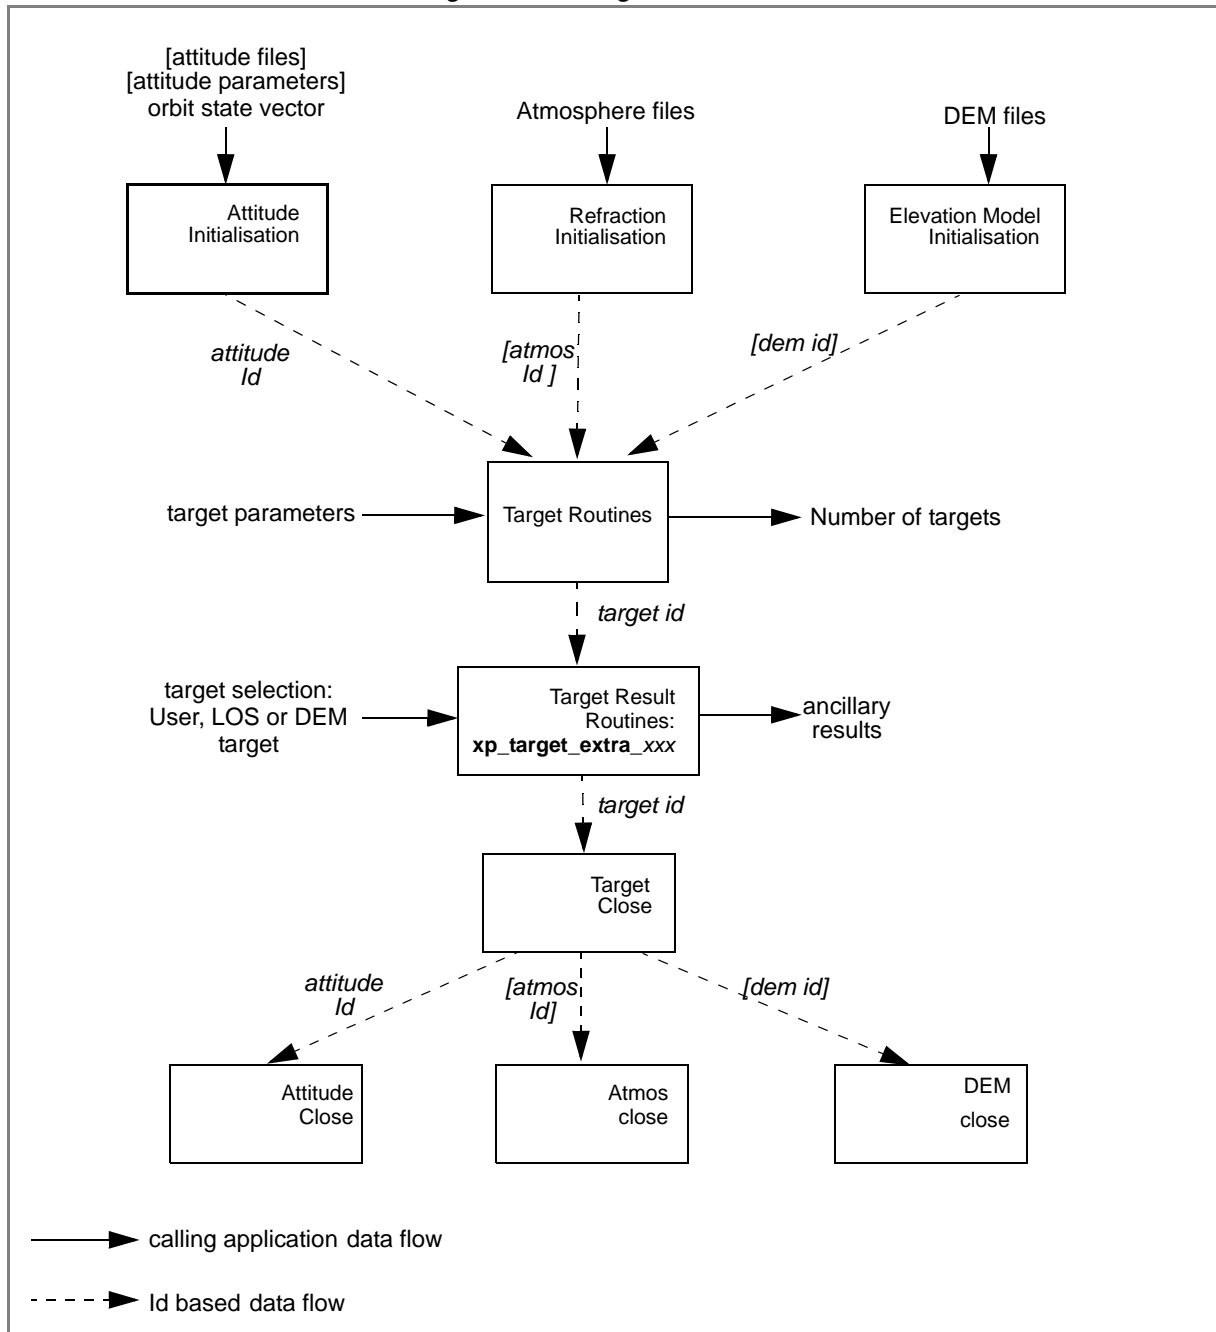 [attitude files]
[attitude parameters]
orbit state vector
Atmosphere files
DEM files
Attitude
Initialisation
Refraction
Initialisation
Elevation Model
Initialisation
attitude
Id
[atmos
Id ]
[dem id]
target parameters
Target Routines
Number of targets
target id
target selection:
User, LOS or DEM
target
Target Result
Routines:
xp_target_extra_xxx
ancillary
results
target id
Target
Close
attitude
Id
[atmos
Id]
[dem id]
Attitude
Close
Atmos
close
DEM
close
calling application data flow
Id based data flow